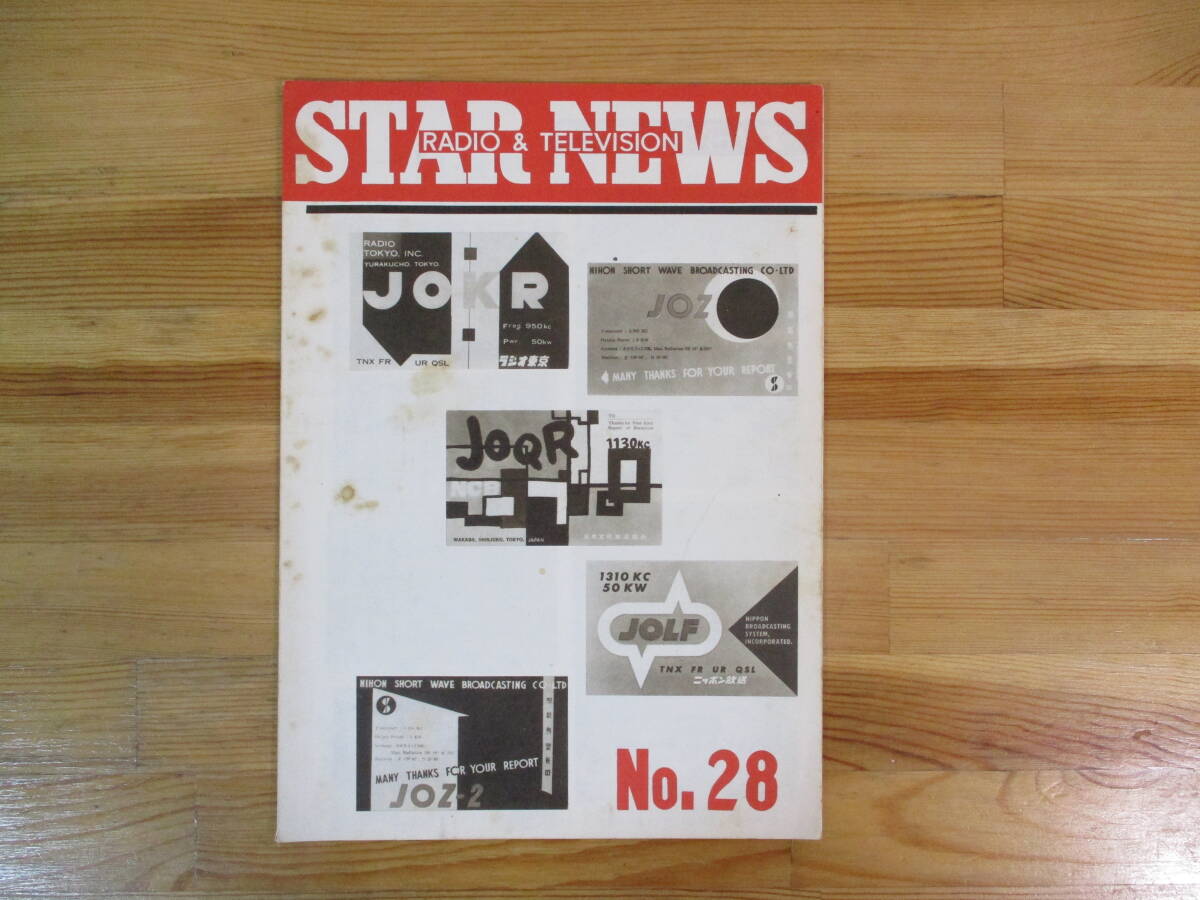 STAR NEWS
RADIO & TELEVISION
RADIO
TOKYO, INC.
YURAKUCHO, TOKYO.
JOKR
Freq 950kc
Pwr. 50kw
TNX FR UR QSL
ラジオ東京
NIHON SHORT WAVE BROADCASTING CO·LTD
JOZ
MANY THANKS FOR YOUR REPORT
S
JOQR
NCB
TO
1130KC
WAKABA, SHINJUKU, TOKYO, JAPAN
1310 KC
50 KW
JOLF
NIPPON
BROADCASTING
SYSTEM,
INCORPORATED.
TNX FR UR QSL
ニッポン放送
NIHON SHORT WAVE BROADCASTING CO·LTD
S
MANY THANKS FOR YOUR REPORT
JOZ-2
No. 28